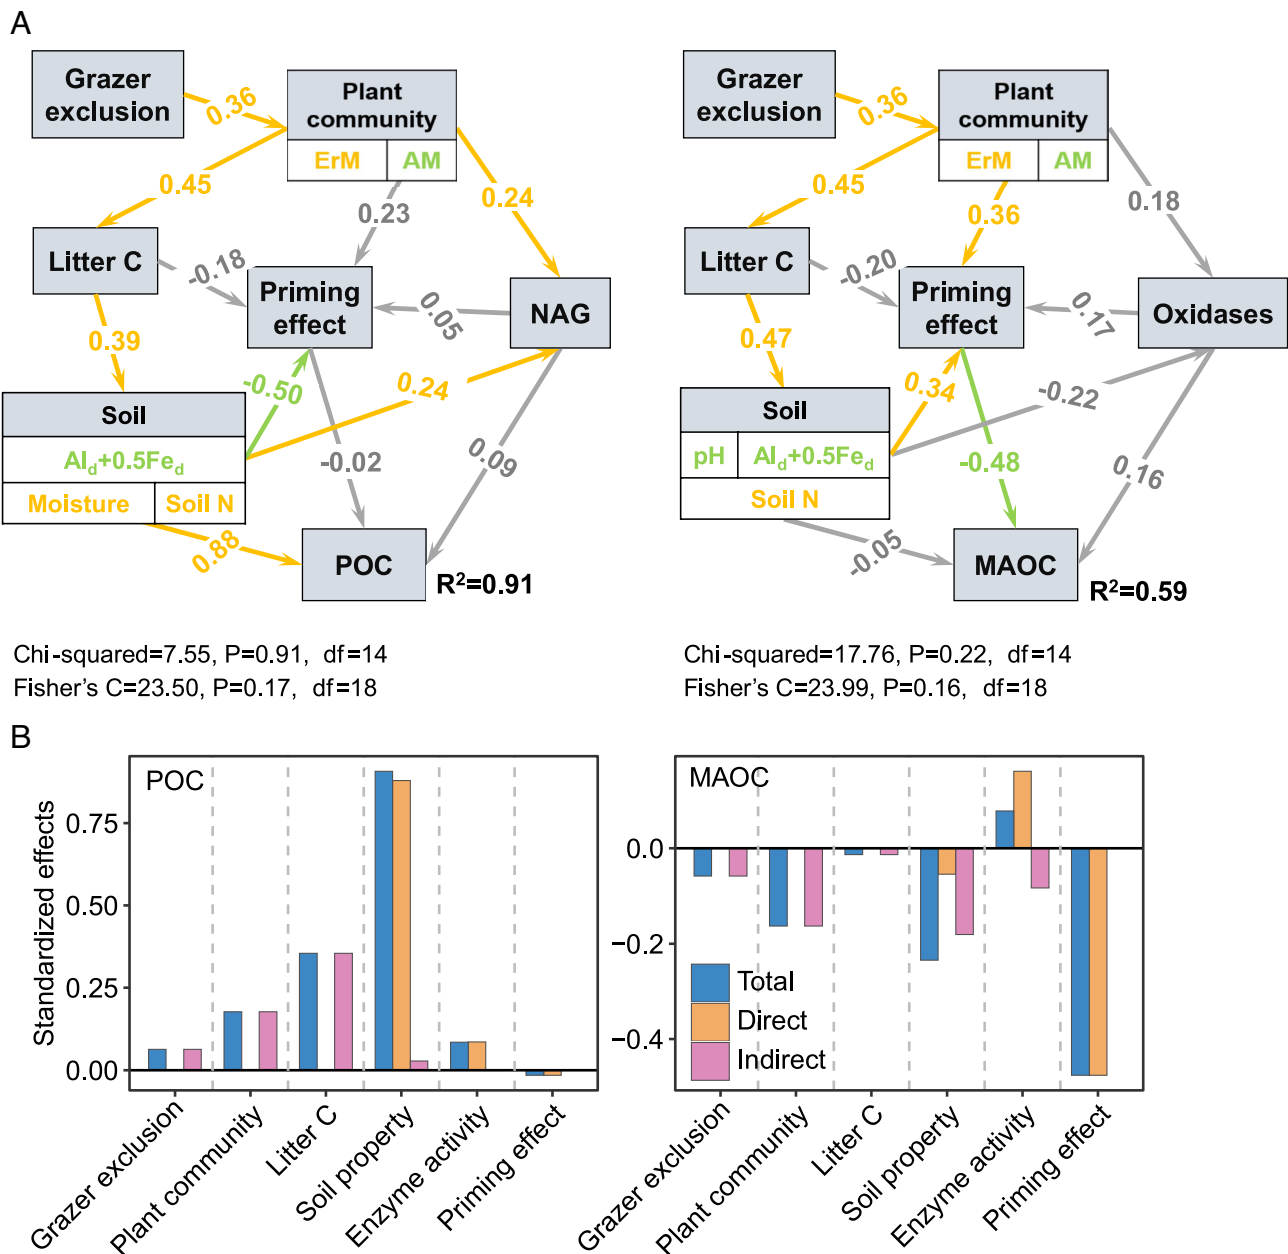 A
Grazer
exclusion
0.36
Plant
community
ErM
AM
0.45
0.23
0.24
Litter C
-0.18
Priming
effect
0.05
NAG
0.39
-0.50
0.24
Soil
Al_d+0.5Fe_d
Moisture
Soil N
-0.02
0.09
0.88
POC
R²=0.91
Chi-squared=7.55, P=0.91, df=14
Fisher's C=23.50, P=0.17, df=18
Grazer
exclusion
0.36
Plant
community
ErM
AM
0.45
0.36
0.18
Litter C
-0.20
Priming
effect
0.17
Oxidases
0.47
0.34
-0.22
Soil
pH
Al_d+0.5Fe_d
Soil N
-0.48
0.16
-0.05
MAOC
R²=0.59
Chi-squared=17.76, P=0.22, df=14
Fisher's C=23.99, P=0.16, df=18
B
POC
Standardized effects
0.75
0.50
0.25
0.00
Grazer exclusion
Plant community
Litter C
Soil property
Enzyme activity
Priming effect
MAOC
0.0
−0.2
−0.4
Total
Direct
Indirect
Grazer exclusion
Plant community
Litter C
Soil property
Enzyme activity
Priming effect